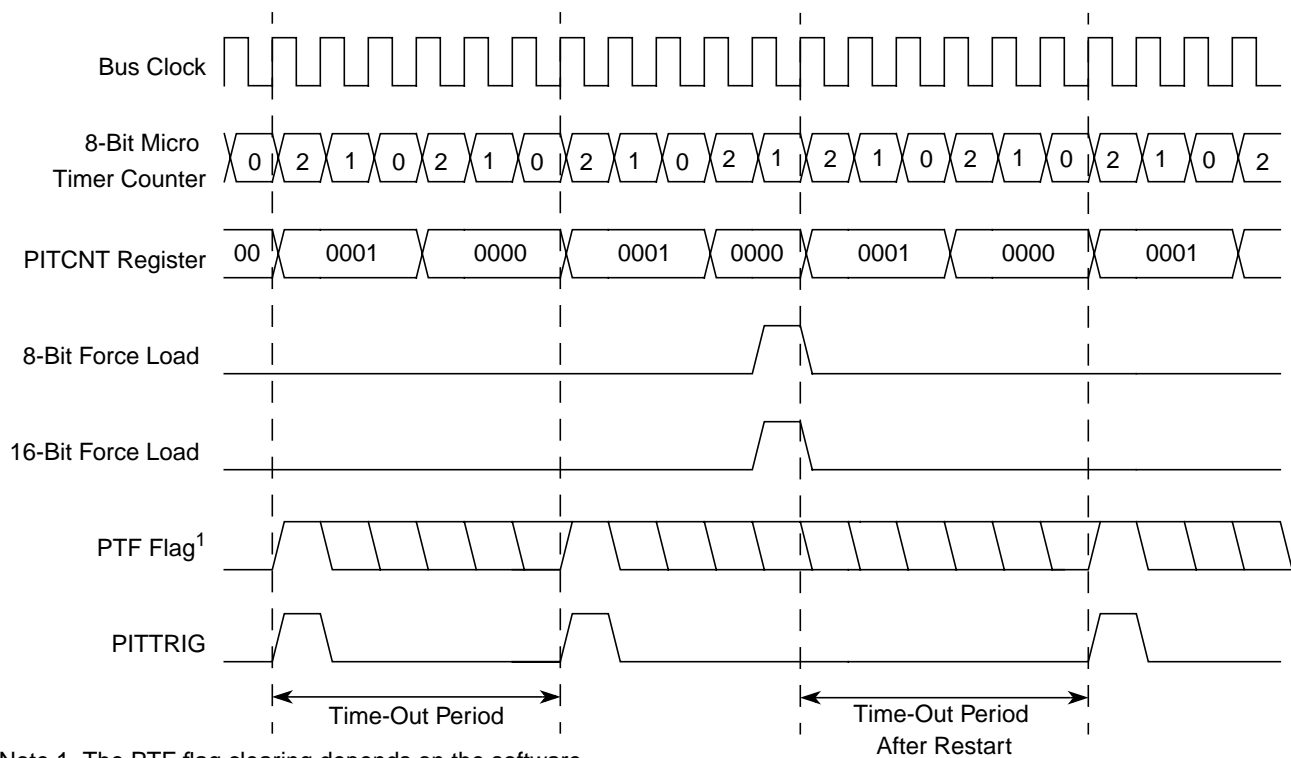 Bus Clock
8-Bit Micro
Timer Counter
0 2 1 0 2 1 0 2 1 0 2 1 2 1 0 2 1 0 2 1 0 2
PITCNT Register
00 0001 0000 0001 0000 0001 0000 0001
8-Bit Force Load
16-Bit Force Load
PTF Flag1
PITTRIG
Time-Out Period
Time-Out Period
After Restart
Note 1. The PTF flag clearing depends on the software